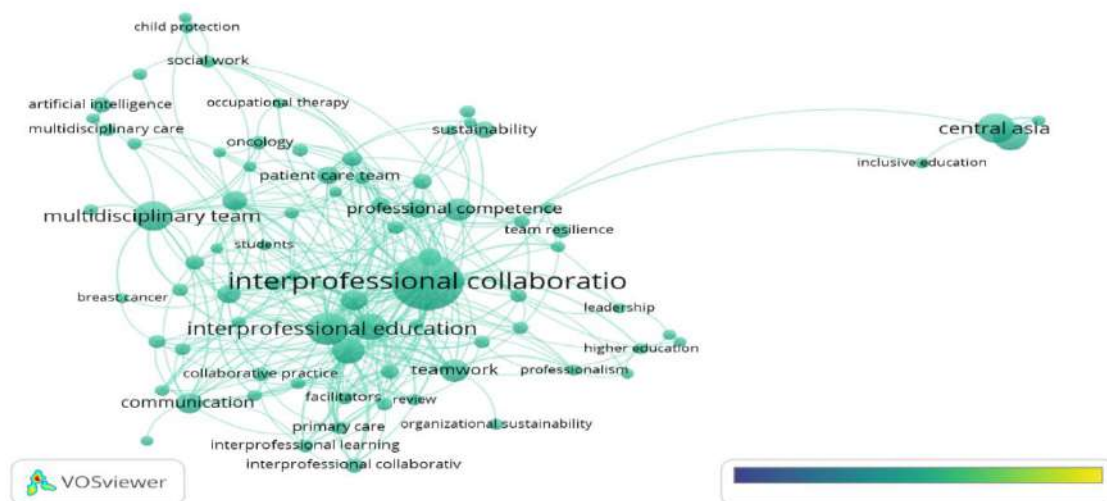 child protection
social work
artificial intelligence
occupational therapy
multidisciplinary care
sustainability
central asia
oncology
inclusive education
patient care team
multidisciplinary team
professional competence
team resilience
students
interprofessional collaboratio
breast cancer
leadership
interprofessional education
higher education
collaborative practice
teamwork
professionalism
communication
facilitators
review
primary care
organizational sustainability
interprofessional learning
interprofessional collaborativ
VOSviewer